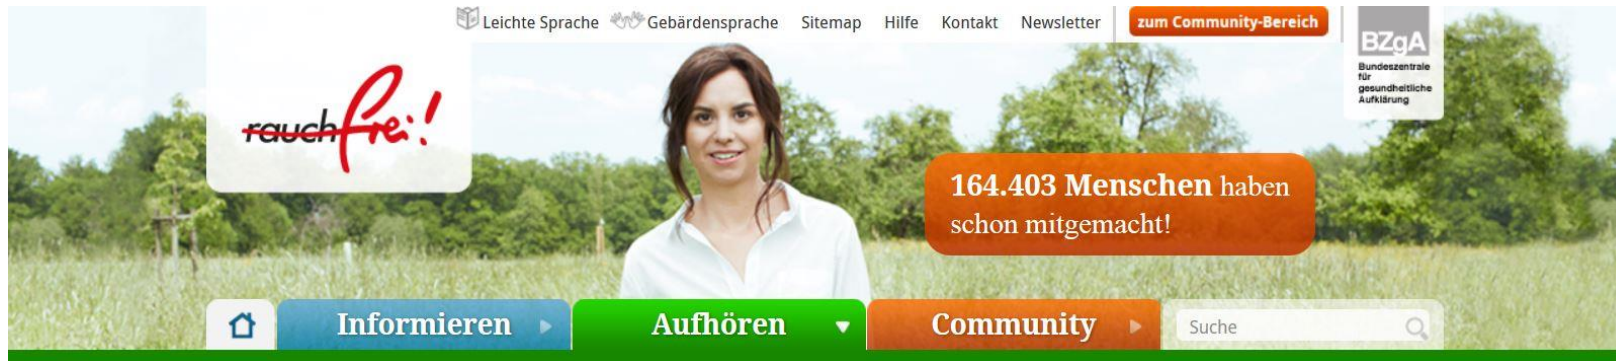 Leichte Sprache Gebärdensprache Sitemap Hilfe Kontakt Newsletter zum Community-Bereich
BZgA
Bundeszentrale
für
gesundheitliche
Aufklärung
rauchfrei!
164.403 Menschen haben
schon mitgemacht!
Informieren Aufhören Community Suche